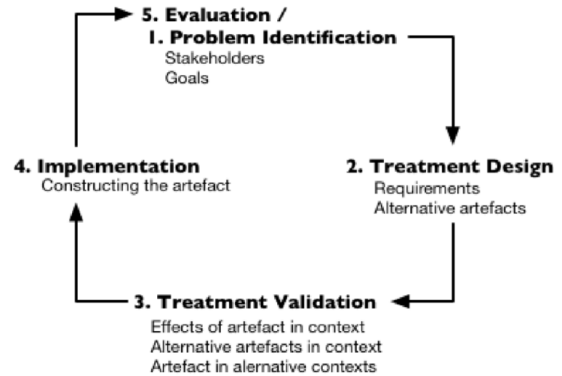 5. Evaluation /
1. Problem Identification
Stakeholders
Goals
2. Treatment Design
Requirements
Alternative artefacts
3. Treatment Validation
Effects of artefact in context
Alternative artefacts in context
Artefact in alernative contexts
4. Implementation
Constructing the artefact